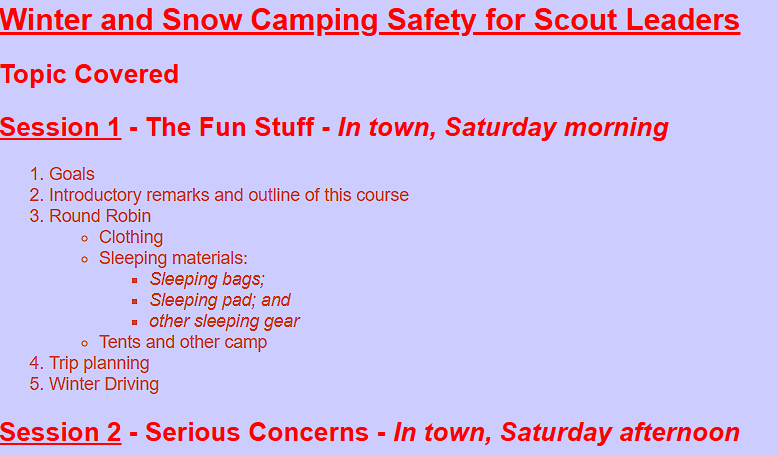 Winter and Snow Camping Safety for Scout Leaders
Topic Covered
Session 1 - The Fun Stuff - In town, Saturday morning
1. Goals
2. Introductory remarks and outline of this course
3. Round Robin
Clothing
Sleeping materials:
Sleeping bags;
Sleeping pad; and
other sleeping gear
Tents and other camp
4. Trip planning
5. Winter Driving
Session 2 - Serious Concerns - In town, Saturday afternoon